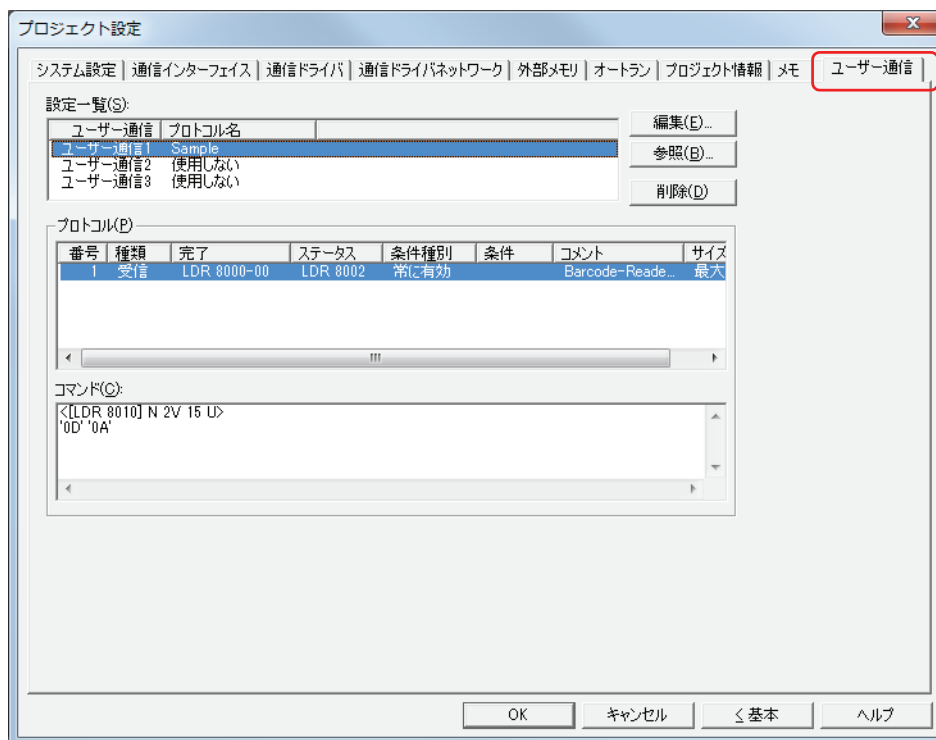 プロジェクト設定
システム設定 通信インターフェイス 通信ドライバ 通信ドライバネットワーク 外部メモリ オートラン プロジェクト情報 メモ ユーザー通信
設定一覧(S):
ユーザー通信 プロトコル名
ユーザー通信1 Sample
ユーザー通信2 使用しない
ユーザー通信3 使用しない
編集(E)...
参照(B)...
削除(D)
プロトコル(P)
番号 種類 完了 ステータス 条件種別 条件 コメント サイズ
1 受信 LDR 8000-00 LDR 8002 常に有効 Barcode-Reade... 最大
コマンド(C):
<[LDR 8010] N 2V 15 U>
'0D' '0A'
OK キャンセル < 基本 ヘルプ